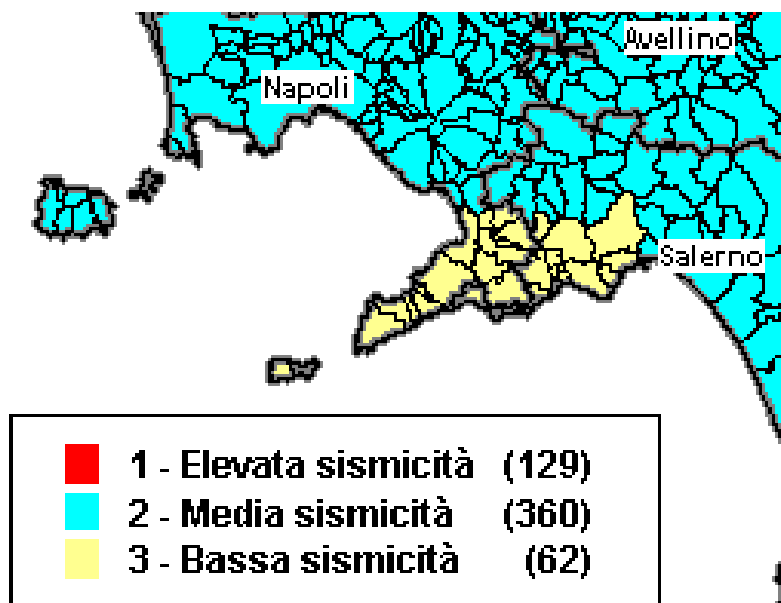 Avellino
Napoli
Salerno
1 - Elevata sismicità (129)
2 - Media sismicità (360)
3 - Bassa sismicità (62)